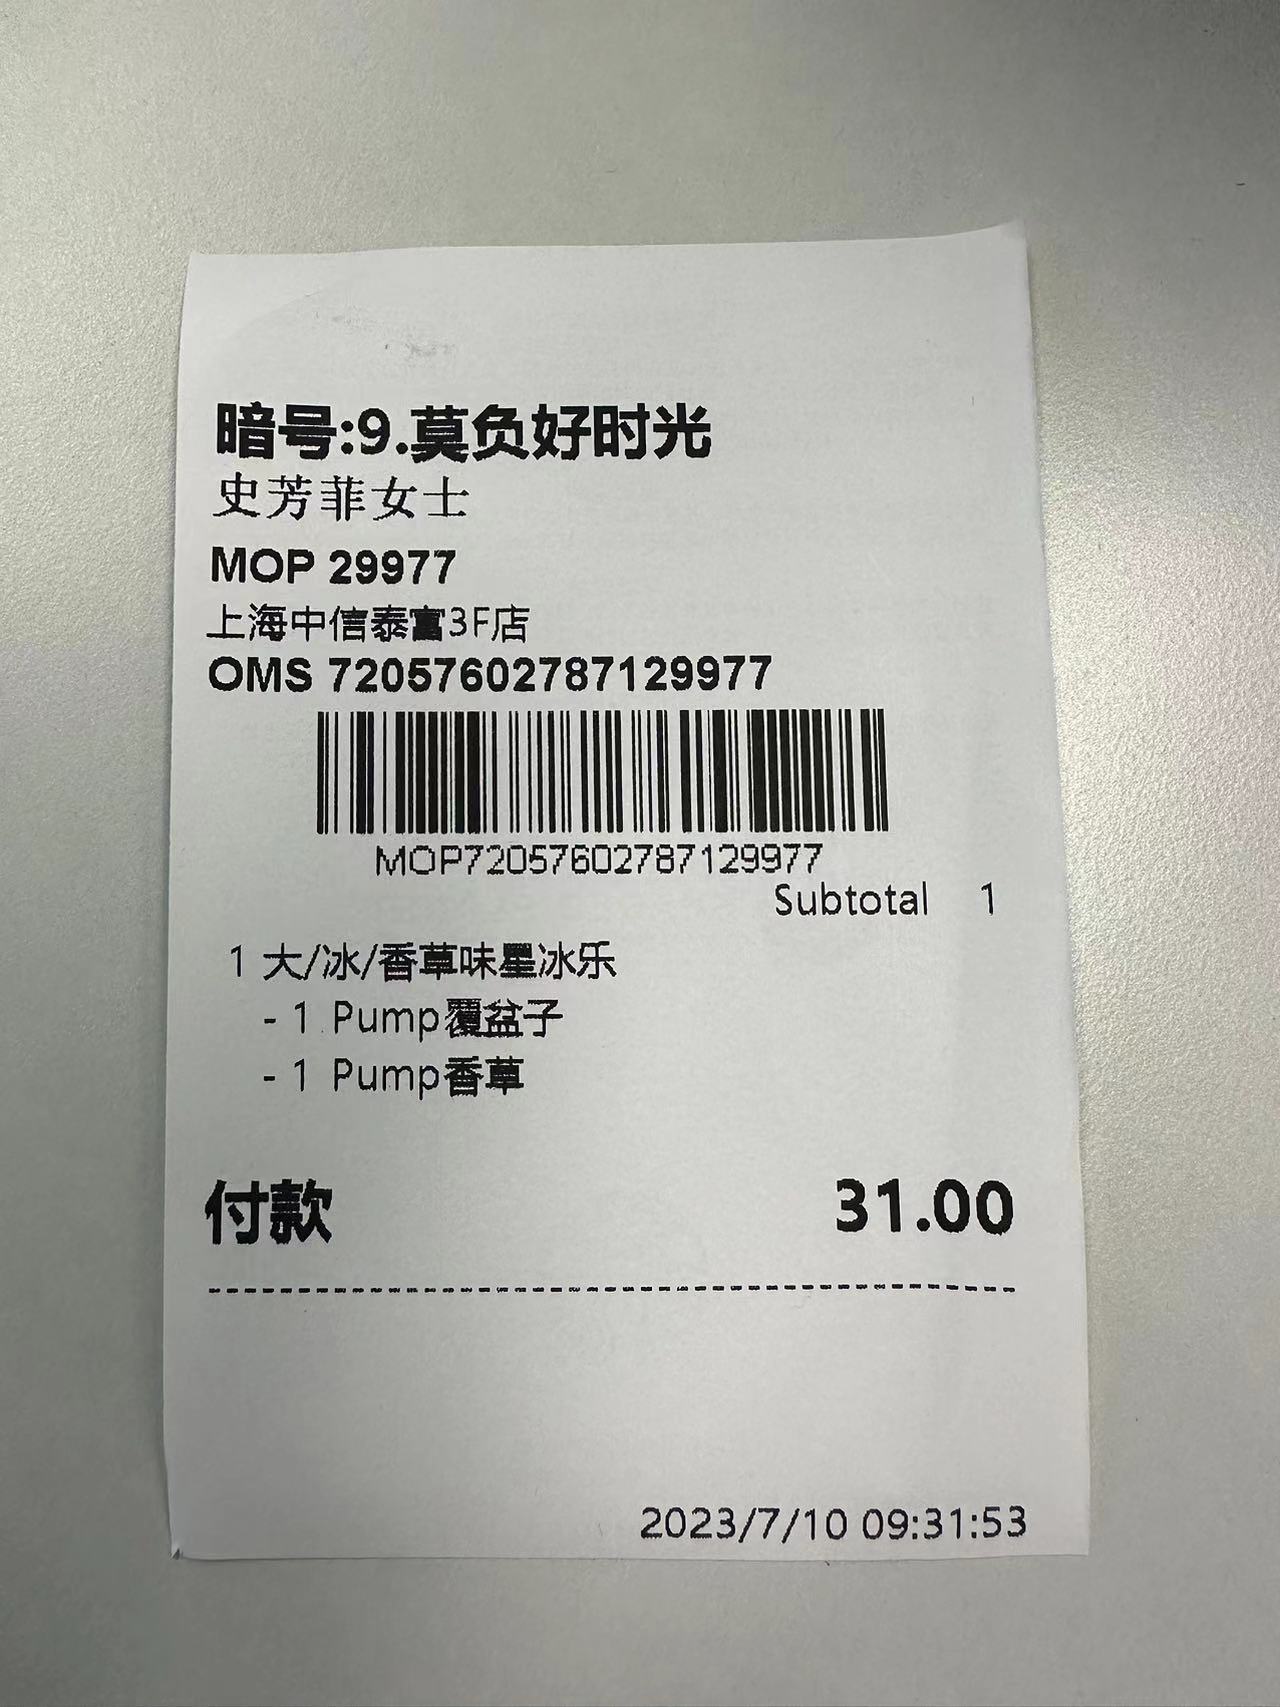 暗号:9.莫负好时光
史芳菲女士
MOP 29977
上海中信泰富3F店
OMS 72057602787129977
MOP72057602787129977
Subtotal 1
1 大/冰/香草味星冰乐
- 1 Pump覆盆子
- 1 Pump香草
付款 31.00
2023/7/10 09:31:53